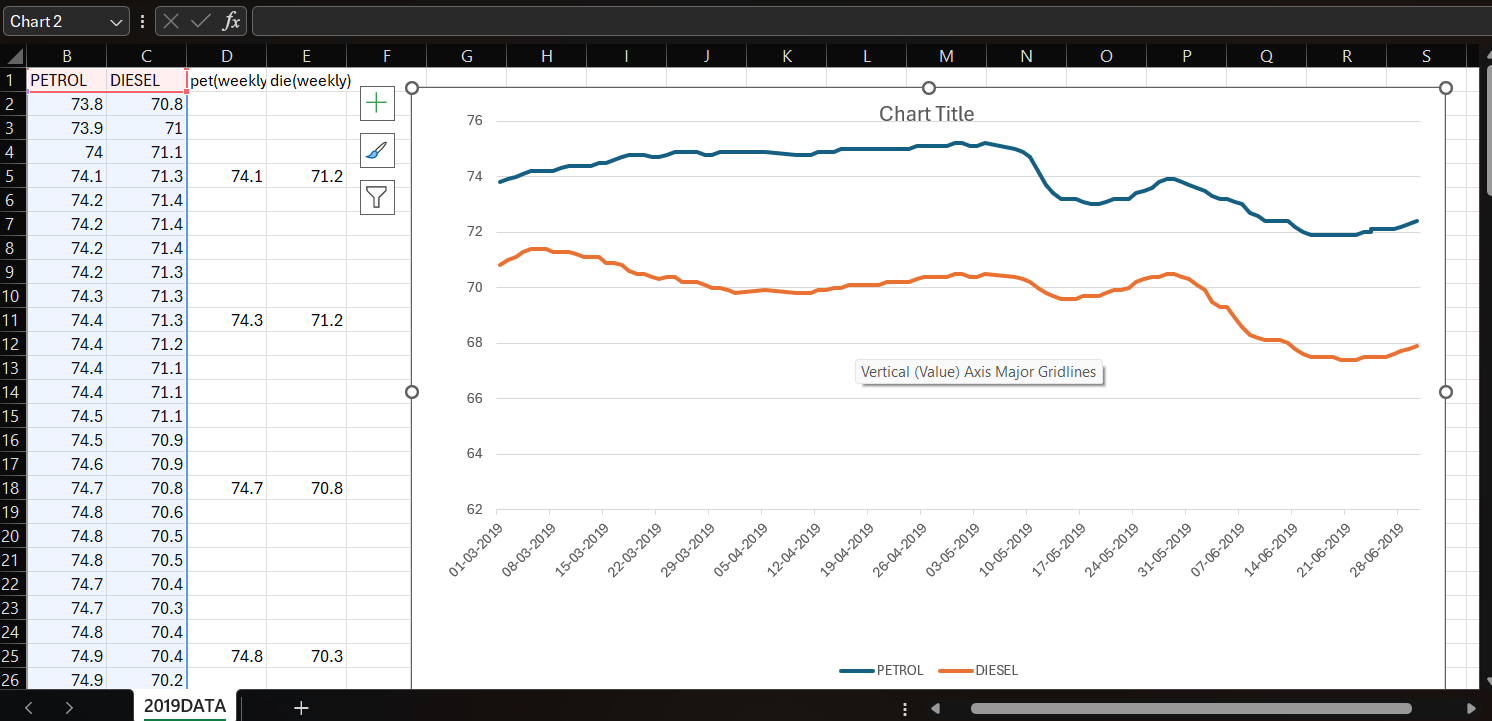 Chart 2 fx
B C D E F G H I J K L M N O P Q R S
1 PETROL DIESEL pet(weekly die(weekly)
2 73.8 70.8
3 73.9 71
4 74 71.1
5 74.1 71.3 74.1 71.2
6 74.2 71.4
7 74.2 71.4
8 74.2 71.4
9 74.2 71.3
10 74.3 71.3
11 74.4 71.3 74.3 71.2
12 74.4 71.2
13 74.4 71.1
14 74.4 71.1
15 74.5 71.1
16 74.5 70.9
17 74.6 70.9
18 74.7 70.8 74.7 70.8
19 74.8 70.6
20 74.8 70.5
21 74.8 70.5
22 74.7 70.4
23 74.7 70.3
24 74.8 70.4
25 74.9 70.4 74.8 70.3
26 74.9 70.2
Chart Title
76
74
72
70
68
Vertical (Value) Axis Major Gridlines
66
64
62
01-03-2019 08-03-2019 15-03-2019 22-03-2019 29-03-2019 05-04-2019 12-04-2019 19-04-2019 26-04-2019 03-05-2019 10-05-2019 17-05-2019 24-05-2019 31-05-2019 07-06-2019 14-06-2019 21-06-2019 28-06-2019
PETROL DIESEL
2019DATA